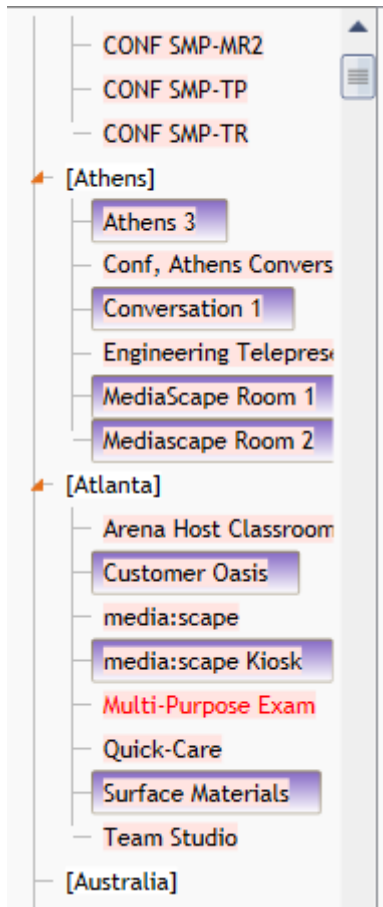 CONF SMP-MR2
CONF SMP-TP
CONF SMP-TR
[Athens]
Athens 3
Conf, Athens Convers
Conversation 1
Engineering Teleprese
MediaScape Room 1
Mediascape Room 2
[Atlanta]
Arena Host Classroom
Customer Oasis
media:scape
media:scape Kiosk
Multi-Purpose Exam
Quick-Care
Surface Materials
Team Studio
[Australia]